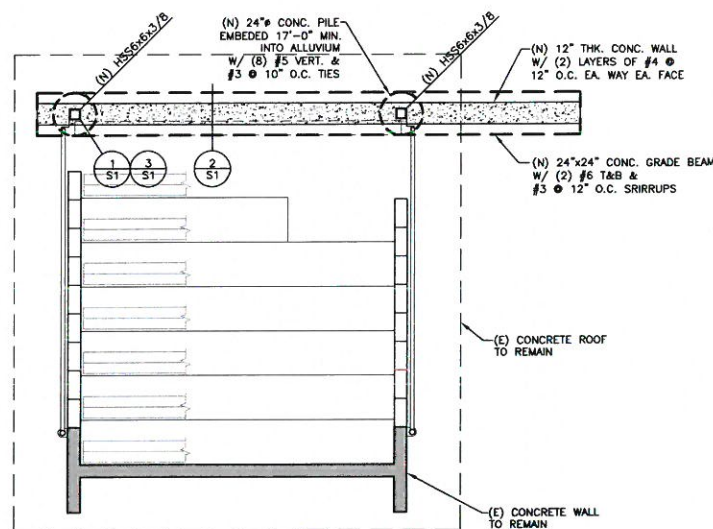 (N) HSS6x6x3/8
(N) 24"ø CONC. PILE
EMBEDED 17'-0" MIN.
INTO ALLUVIUM
W/ (8) #5 VERT. &
#3 @ 10" O.C. TIES
(N) HSS6x6x3/8
(N) 12" THK. CONC. WALL
W/ (2) LAYERS OF #4 @
12" O.C. EA. WAY EA. FACE
1
S1
3
S1
2
S1
(N) 24"x24" CONC. GRADE BEAM
W/ (2) #6 T&B &
#3 @ 12" O.C. SRIRRUPS
(E) CONCRETE ROOF
TO REMAIN
(E) CONCRETE WALL
TO REMAIN